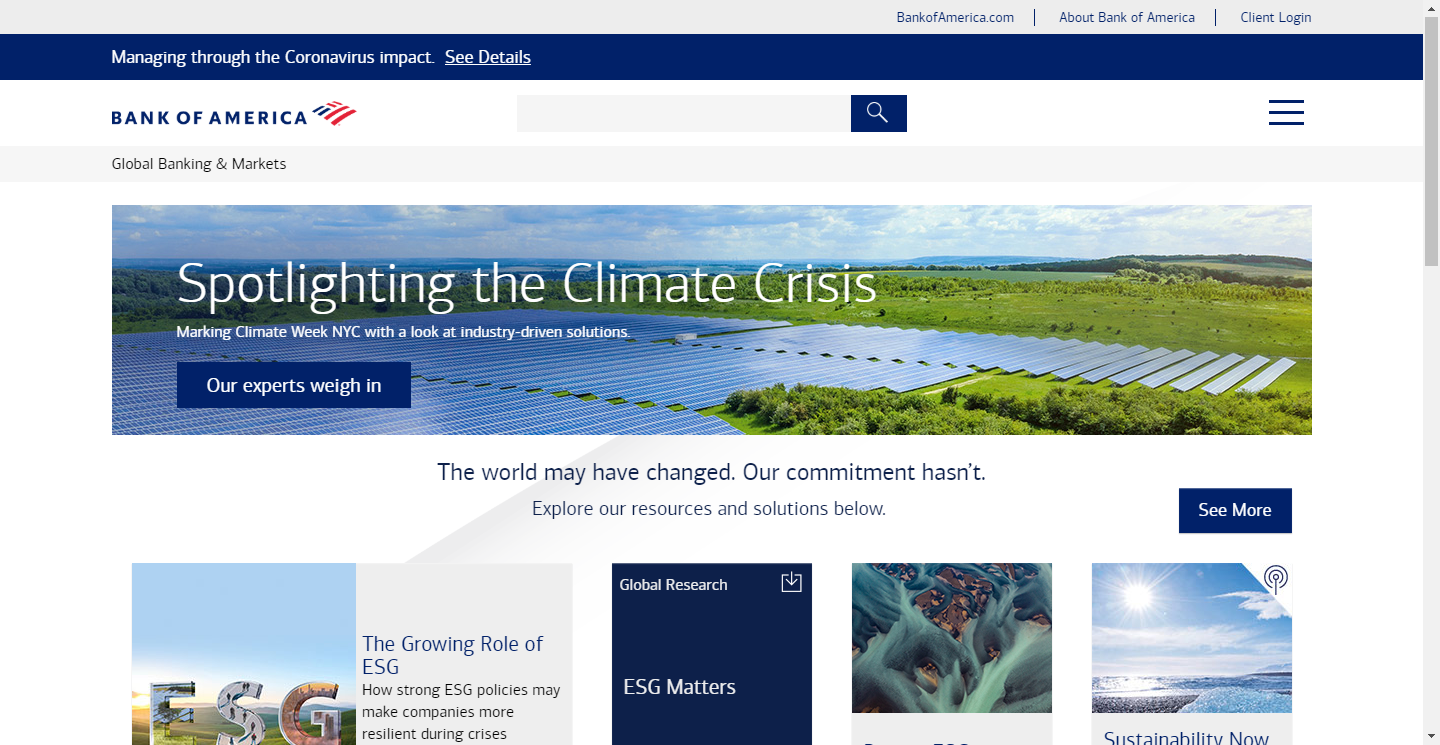 BankofAmerica.com
About Bank of America
Client Login
Managing through the Coronavirus impact. See Details
BANK OF AMERICA
Global Banking & Markets
Spotlighting the Climate Crisis
Marking Climate Week NYC with a look at industry-driven solutions.
Our experts weigh in
The world may have changed. Our commitment hasn’t.
Explore our resources and solutions below.
See More
ESG
The Growing Role of
ESG
How strong ESG policies may
make companies more
resilient during crises
Global Research
ESG Matters
Sustainability Now